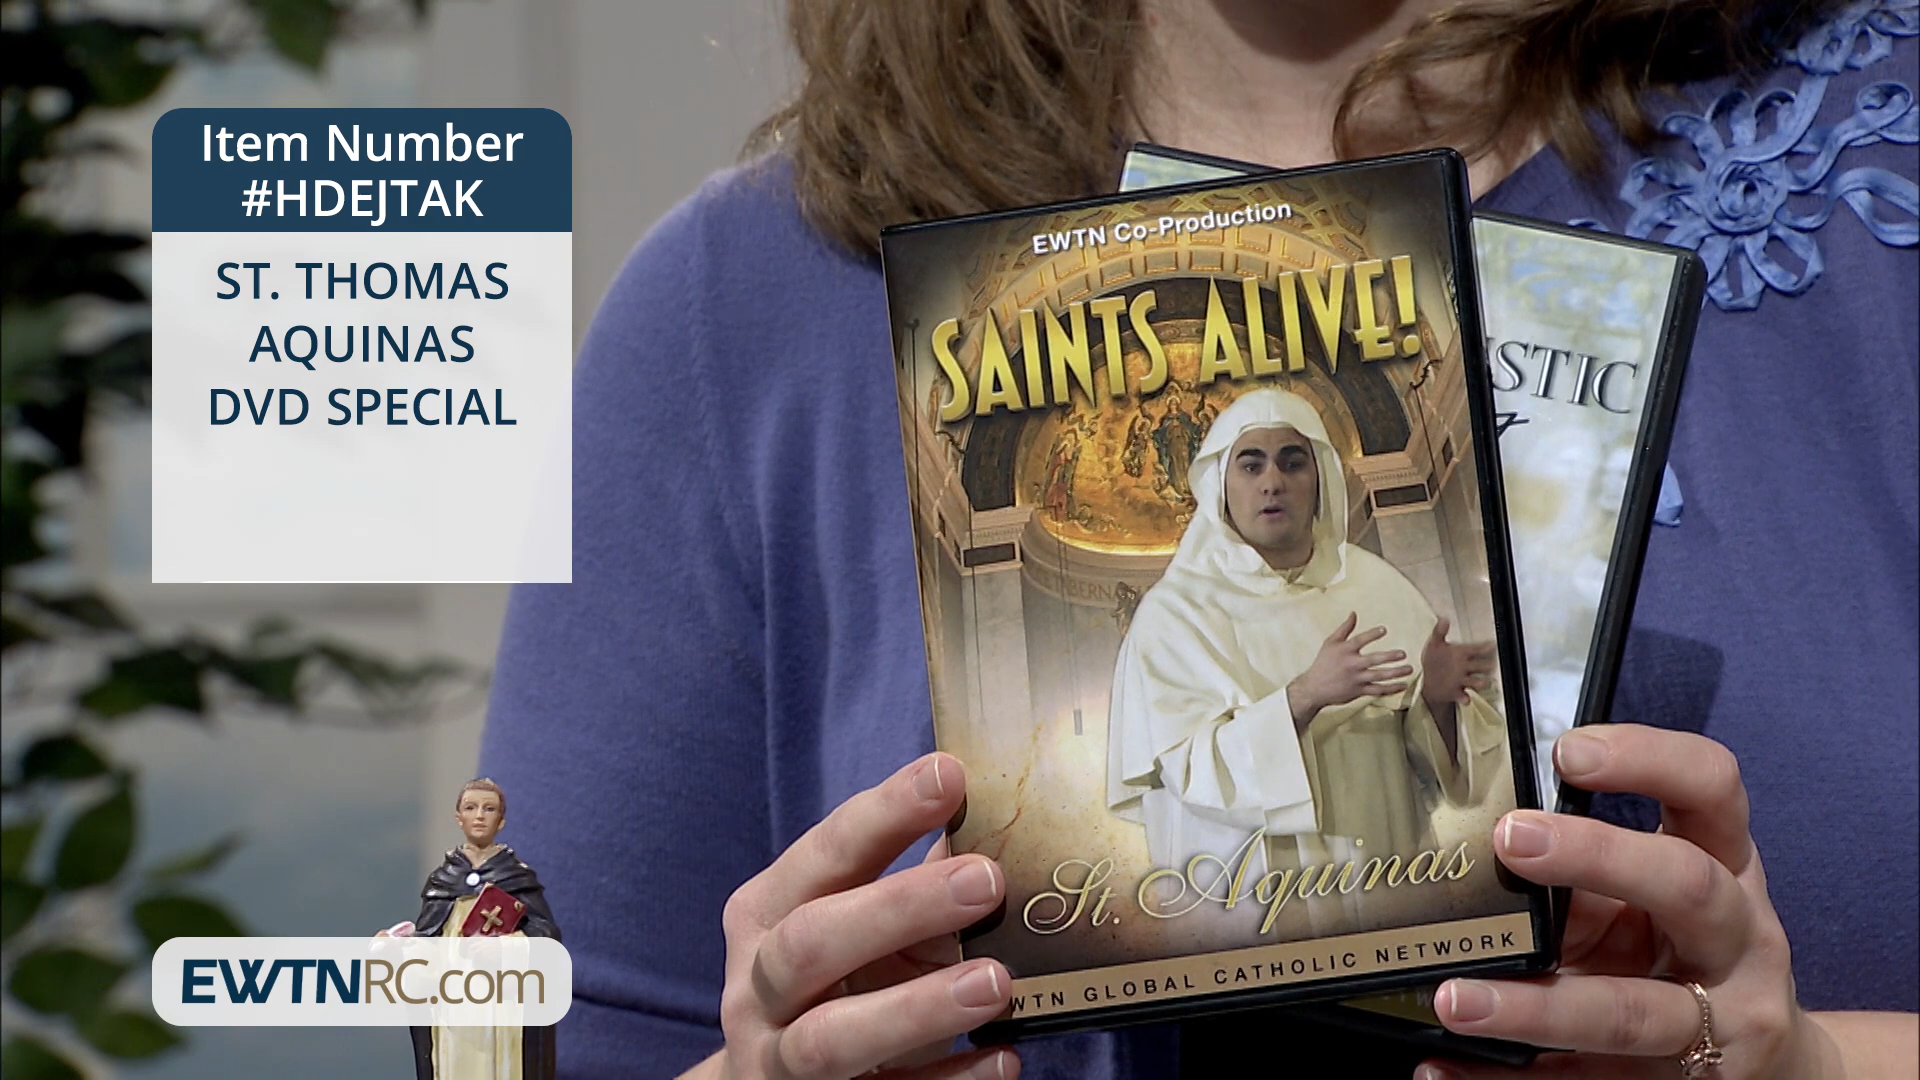 Item Number
#HDEJTAK
ST. THOMAS
AQUINAS
DVD SPECIAL
EWTNRC.com
EWTN Co-Production
SAINTS ALIVE!
St. Aquinas
WTN GLOBAL CATHOLIC NETWORK
STIC